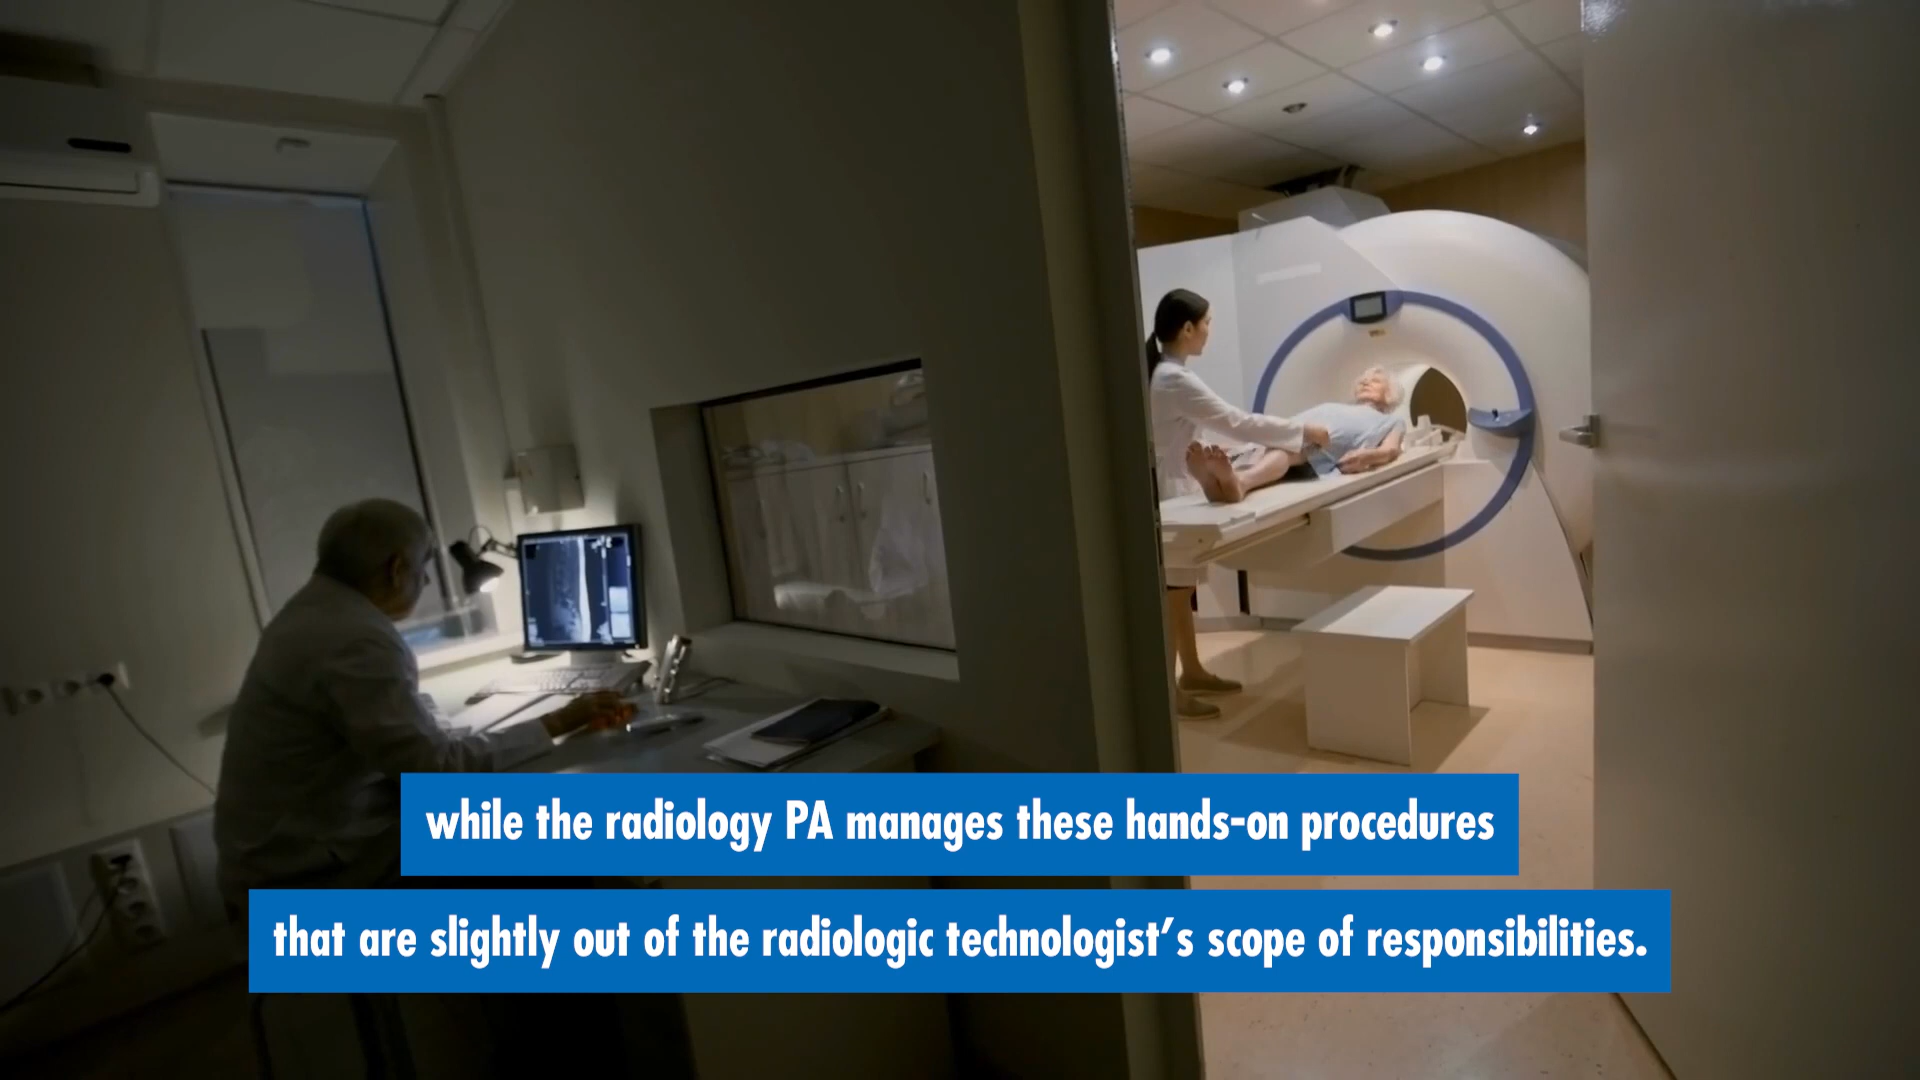 while the radiology PA manages these hands-on procedures
that are slightly out of the radiologic technologist's scope of responsibilities.